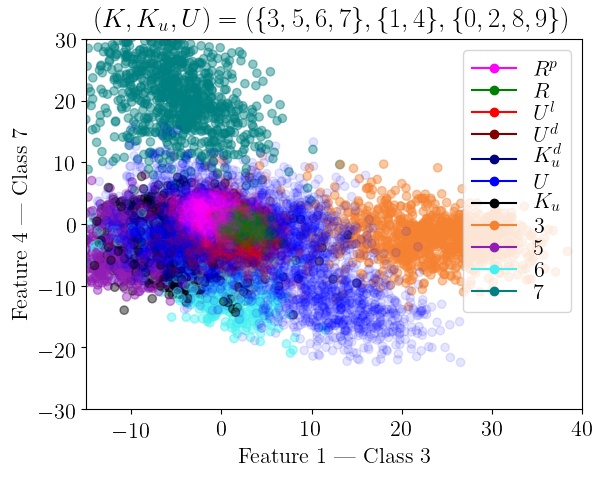 (K, K_u, U) = ({3, 5, 6, 7}, {1, 4}, {0, 2, 8, 9})
30
20
10
0
−10
−20
−30
Feature 4 — Class 7
R^p
R
U^l
U^d
K_u^d
U
K_u
3
5
6
7
−10
0
10
20
30
40
Feature 1 — Class 3